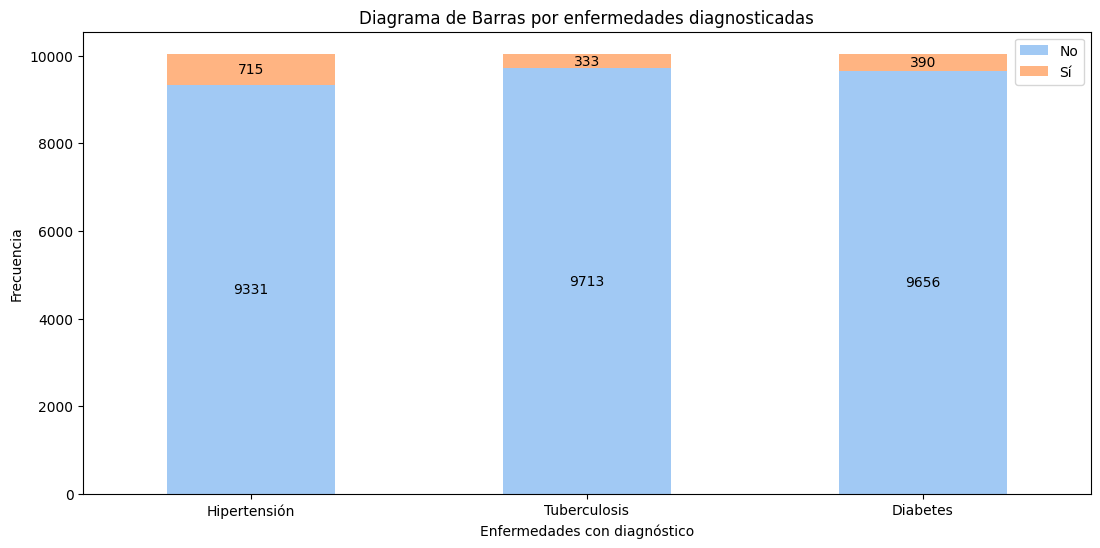 Diagrama de Barras por enfermedades diagnosticadas
No
Sí
10000
8000
6000
4000
2000
0
Frecuencia
715
333
390
9331
9713
9656
Hipertensión
Tuberculosis
Diabetes
Enfermedades con diagnóstico